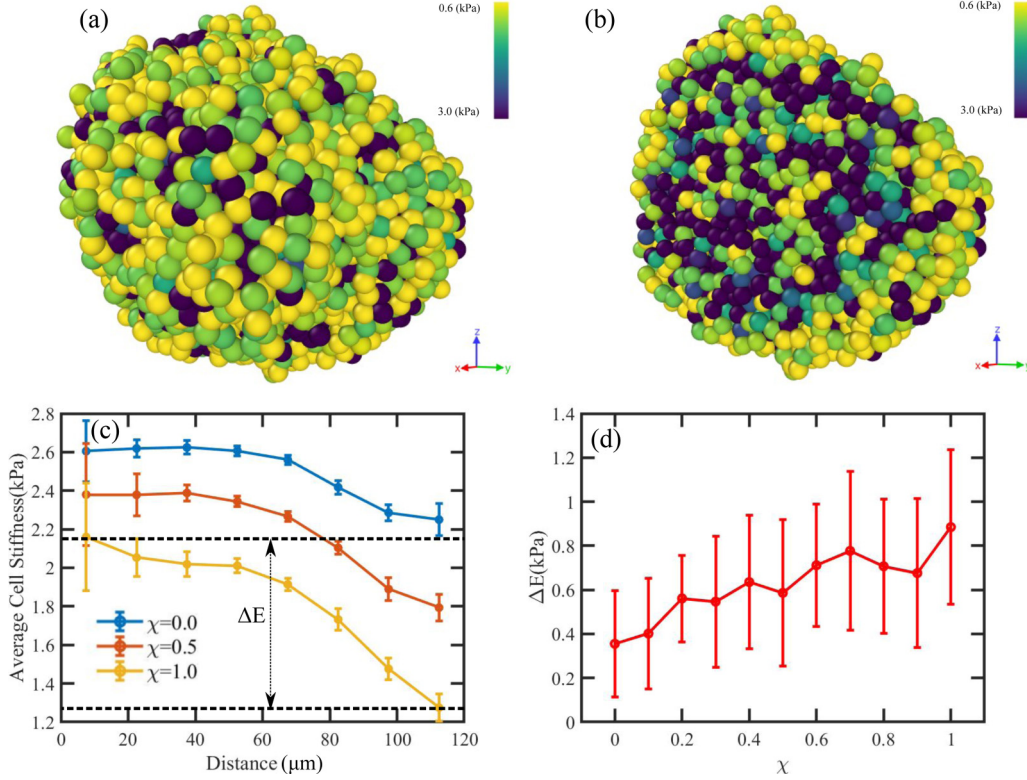 (a)
0.6 (kPa)
3.0 (kPa)
z
x
y
(b)
0.6 (kPa)
3.0 (kPa)
z
x
y
(c)
Average Cell Stiffness(kPa)
2.8
2.6
2.4
2.2
2
1.8
1.6
1.4
1.2
χ=0.0
χ=0.5
χ=1.0
ΔE
0 20 40 60 80 100 120
Distance (μm)
(d)
ΔE(kPa)
1.4
1.2
1
0.8
0.6
0.4
0.2
0
0 0.2 0.4 0.6 0.8 1
χ